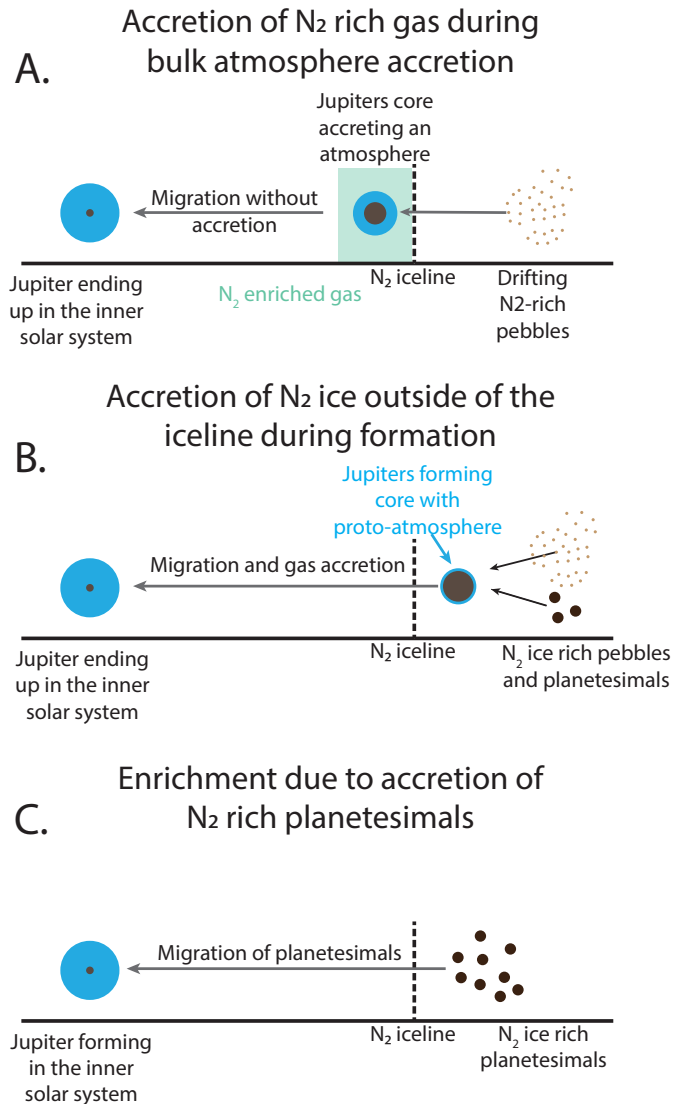 Accretion of N₂ rich gas during
bulk atmosphere accretion
A.
Jupiters core
accreting an
atmosphere
Migration without
accretion
N₂ iceline
Jupiter ending
up in the inner
solar system
N₂ enriched gas
Drifting
N2-rich
pebbles
Accretion of N₂ ice outside of the
iceline during formation
B.
Jupiters forming
core with
proto-atmosphere
Migration and gas accretion
N₂ iceline
Jupiter ending
up in the inner
solar system
N₂ ice rich pebbles
and planetesimals
Enrichment due to accretion of
N₂ rich planetesimals
C.
Migration of planetesimals
N₂ iceline
Jupiter forming
in the inner
solar system
N₂ ice rich
planetesimals